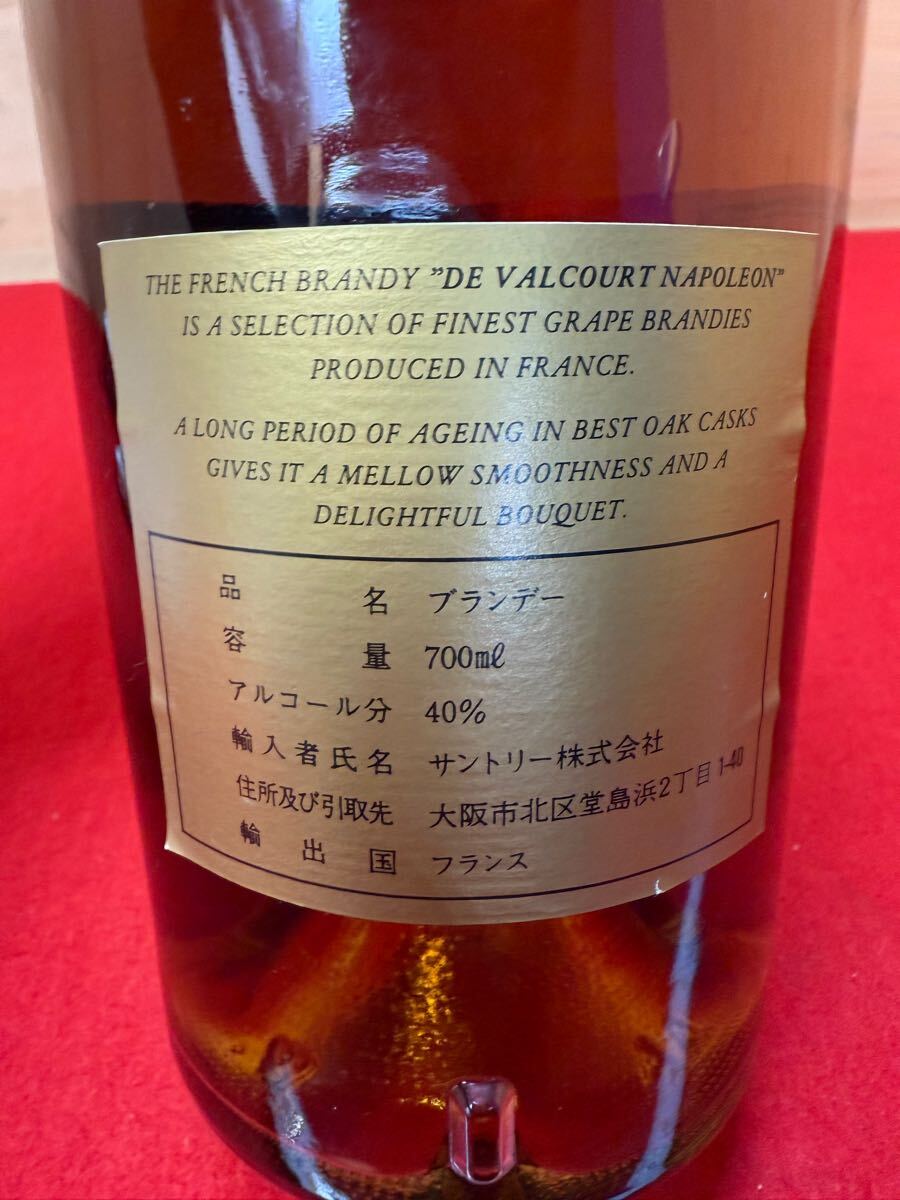 THE FRENCH BRANDY "DE VALCOURT NAPOLEON"
IS A SELECTION OF FINEST GRAPE BRANDIES
PRODUCED IN FRANCE.
A LONG PERIOD OF AGEING IN BEST OAK CASKS
GIVES IT A MELLOW SMOOTHNESS AND A
DELIGHTFUL BOUQUET.
品名 ブランデー
容量 700mℓ
アルコール分 40%
輸入者氏名 サントリー株式会社
住所及び引取先 大阪市北区堂島浜2丁目1-40
輸出国 フランス